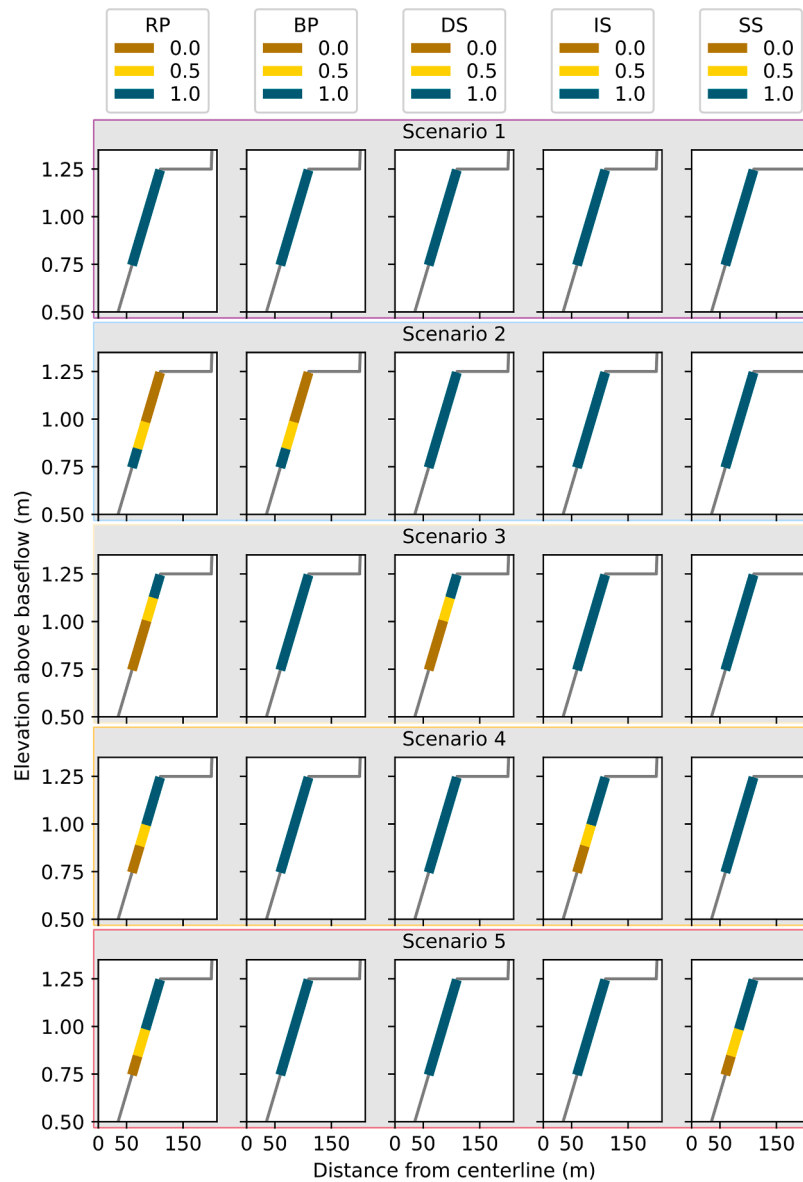 RP BP DS IS SS
0.0 0.0 0.0 0.0 0.0
0.5 0.5 0.5 0.5 0.5
1.0 1.0 1.0 1.0 1.0
Scenario 1
1.25
1.00
0.75
0.50
Scenario 2
1.25
1.00
0.75
0.50
Scenario 3
1.25
1.00
0.75
0.50
Scenario 4
1.25
1.00
0.75
0.50
Scenario 5
1.25
1.00
0.75
0.50
0 50 150 0 50 150 0 50 150 0 50 150 0 50 150
Elevation above baseflow (m)
Distance from centerline (m)